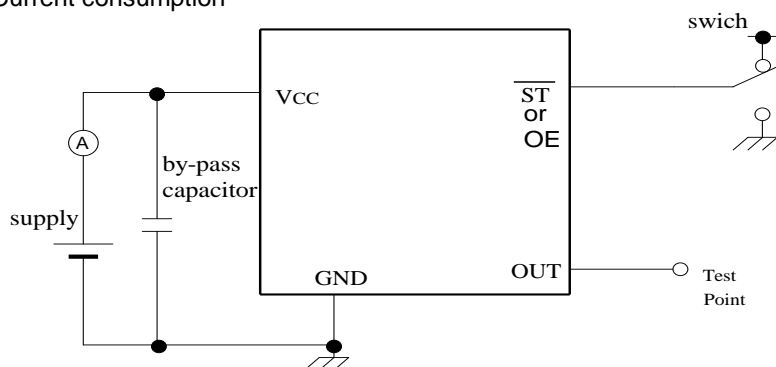 Current consumption
swich
VCC
ST
or
OE
A
by-pass
capacitor
supply
GND
OUT
Test
Point